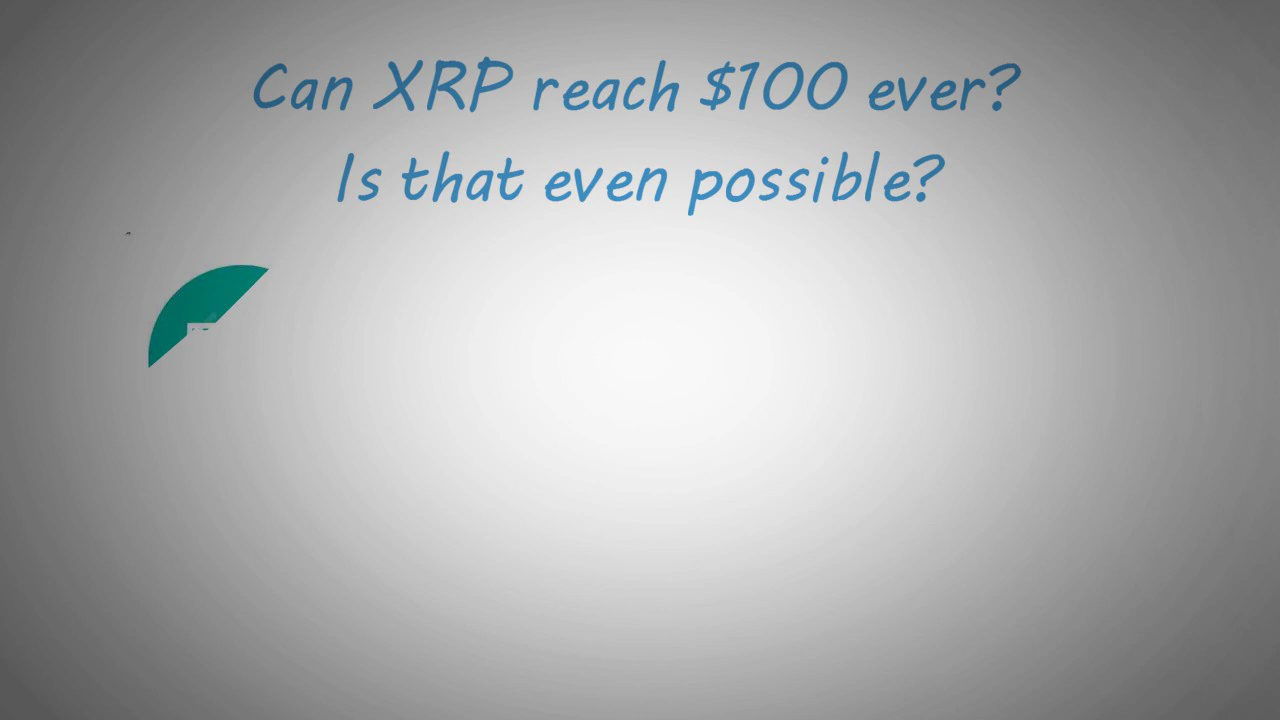 Can XRP reach $100 ever?
Is that even possible?